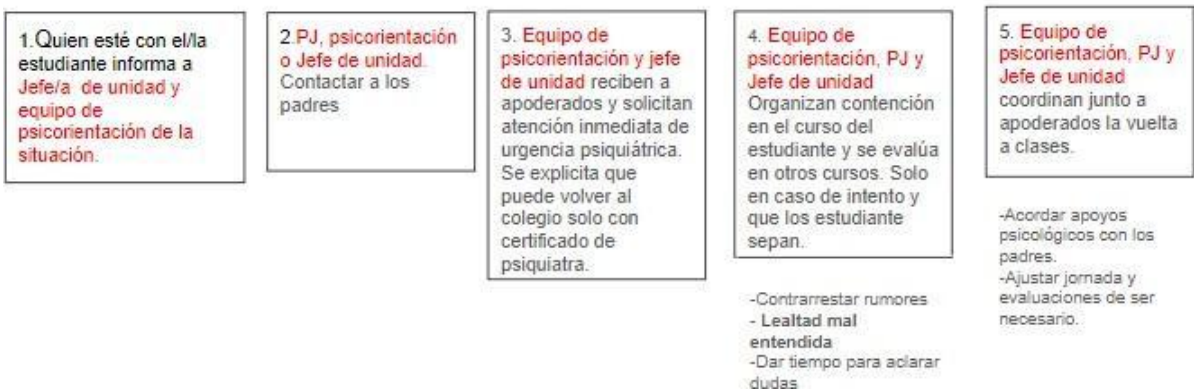 1.Quien esté con el/la
estudiante informa a
Jefe/a de unidad y
equipo de
psicorientación de la
situación.
2.PJ, psicorientación
o Jefe de unidad.
Contactar a los
padres
3. Equipo de
psicorientación y jefe
de unidad reciben a
apoderados y solicitan
atención inmediata de
urgencia psiquiátrica.
Se explicita que
puede volver al
colegio solo con
certificado de
psiquiatra.
4. Equipo de
psicorientación, PJ y
Jefe de unidad
Organizan contención
en el curso del
estudiante y se evalúa
en otros cursos. Solo
en caso de intento y
que los estudiante
sepan.
-Contrarrestar rumores
- Lealtad mal
entendida
-Dar tiempo para aclarar
dudas
5. Equipo de
psicorientación, PJ y
Jefe de unidad
coordinan junto a
apoderados la vuelta
a clases.
-Acordar apoyos
psicológicos con los
padres.
-Ajustar jornada y
evaluaciones de ser
necesario.